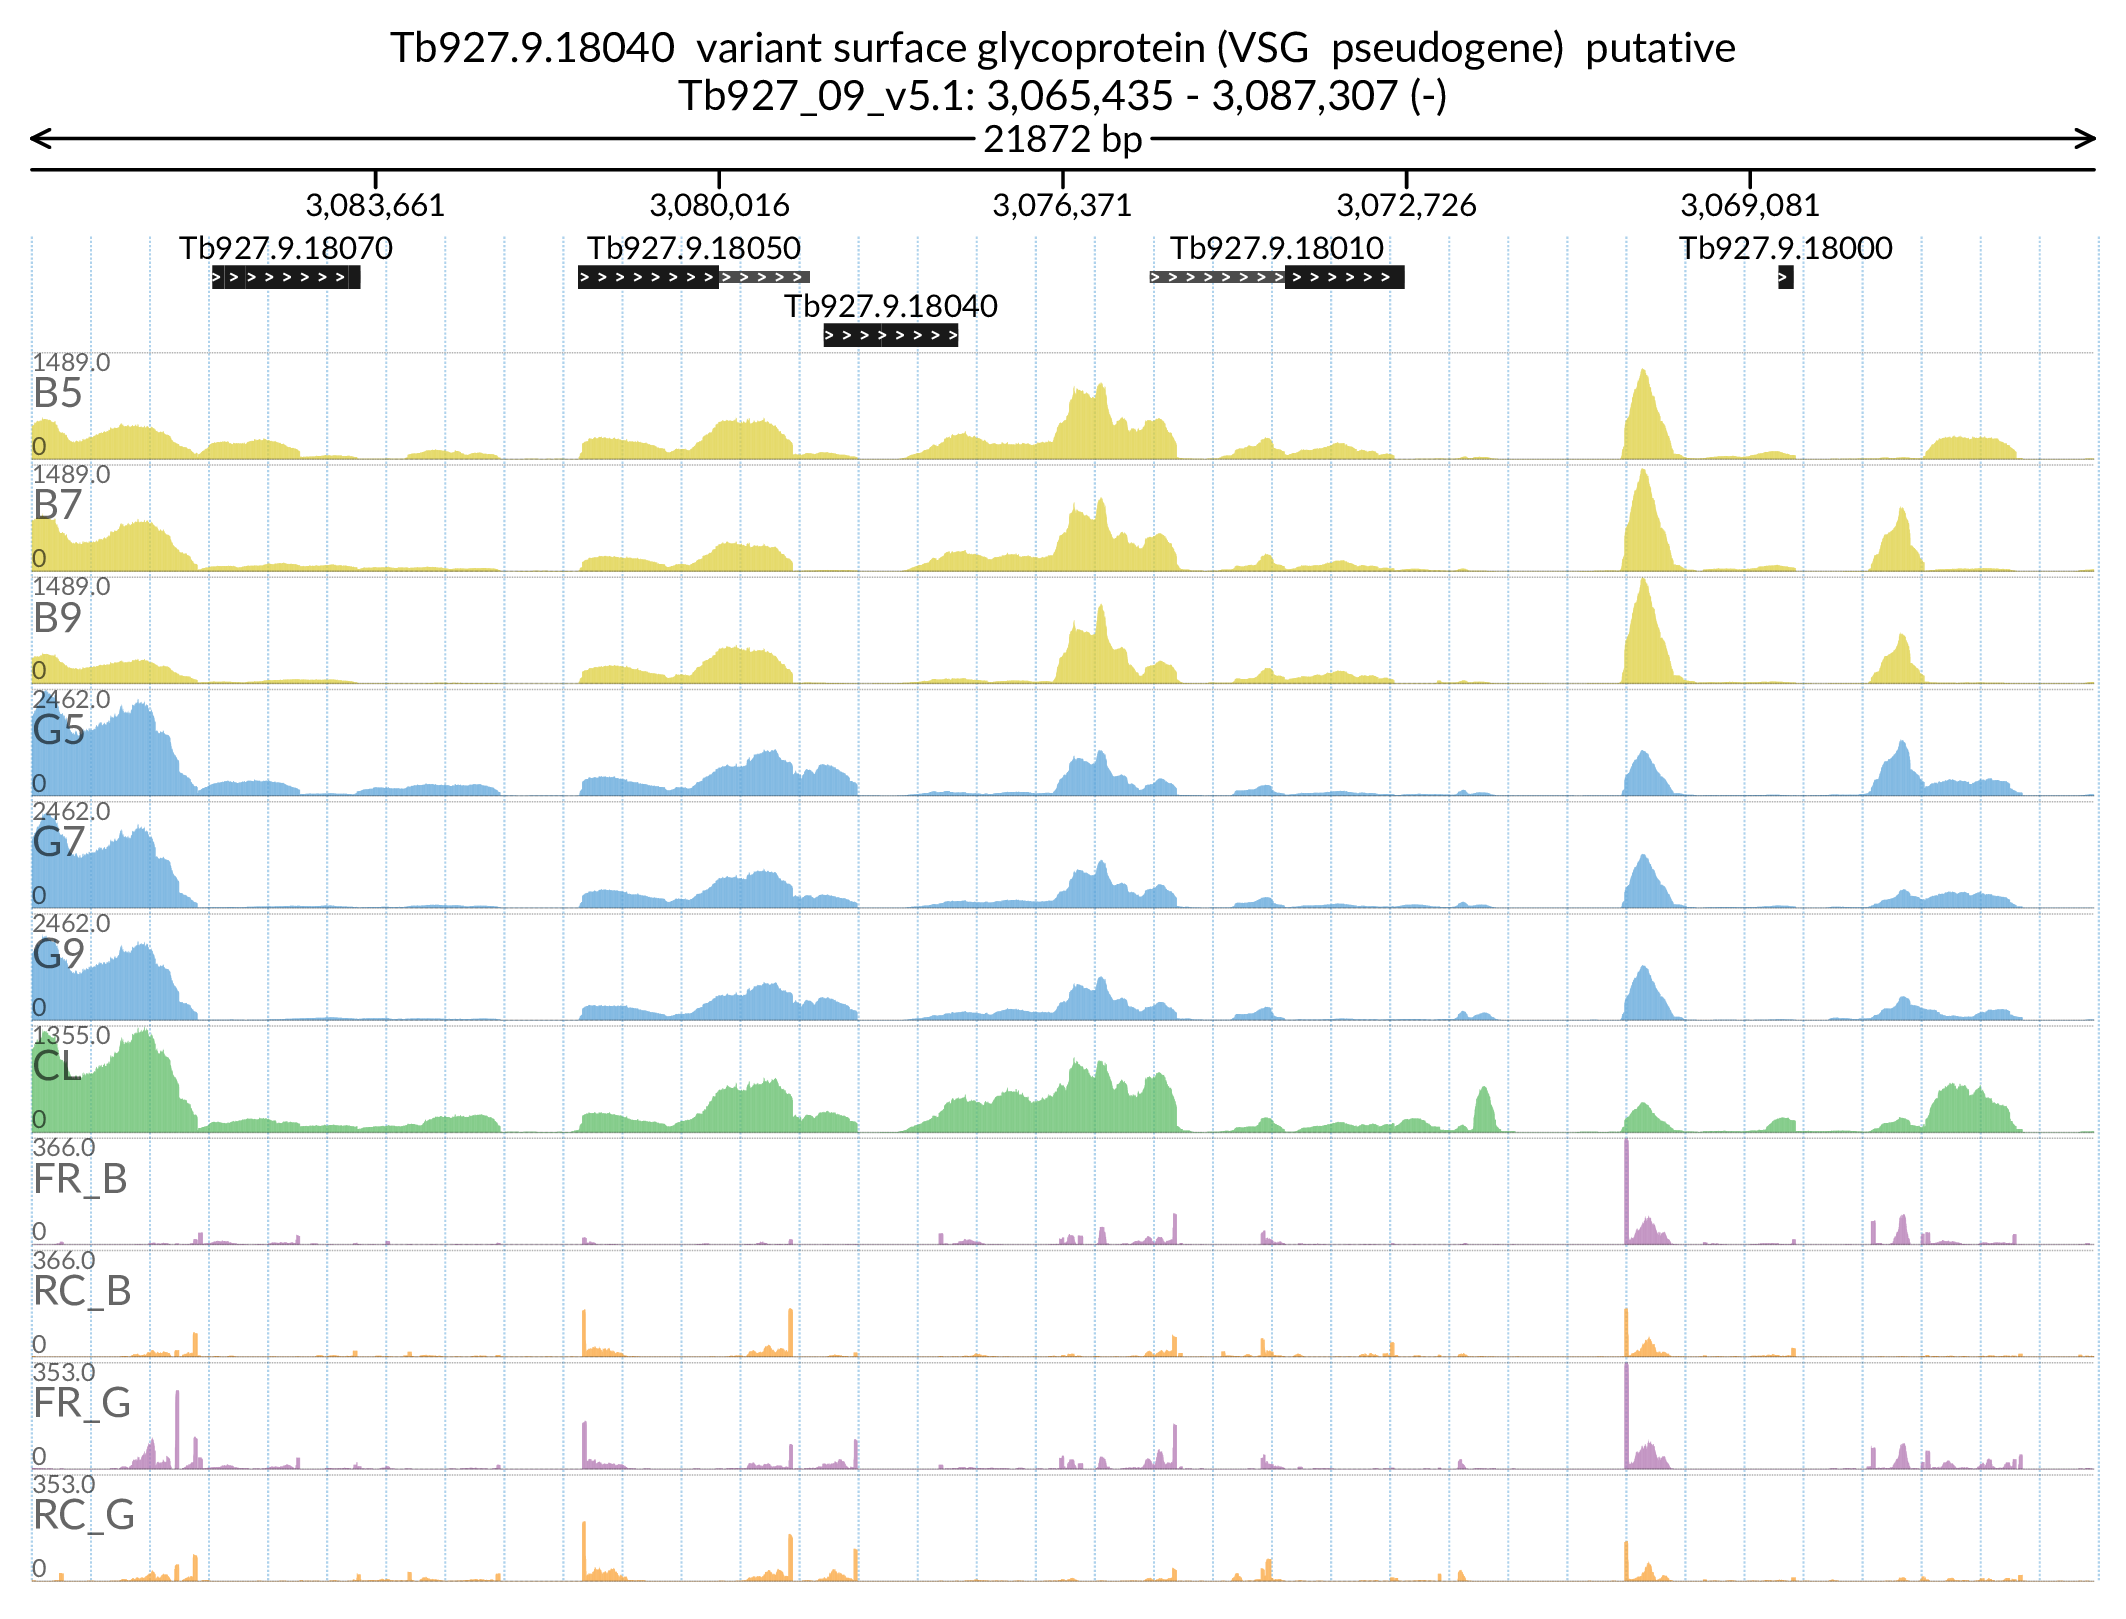 Tb927.9.18040  variant surface glycoprotein (VSG  pseudogene)  putative
Tb927_09_v5.1: 3,065,435 - 3,087,307 (-)
21872 bp
3,083,661 3,080,016 3,076,371 3,072,726 3,069,081
Tb927.9.18070 Tb927.9.18050 Tb927.9.18010 Tb927.9.18000
Tb927.9.18040
1489.0
B5
0
1489.0
B7
0
1489.0
B9
0
2462.0
G5
0
2462.0
G7
0
2462.0
G9
0
1355.0
CL
0
366.0
FR_B
0
366.0
RC_B
0
353.0
FR_G
0
353.0
RC_G
0